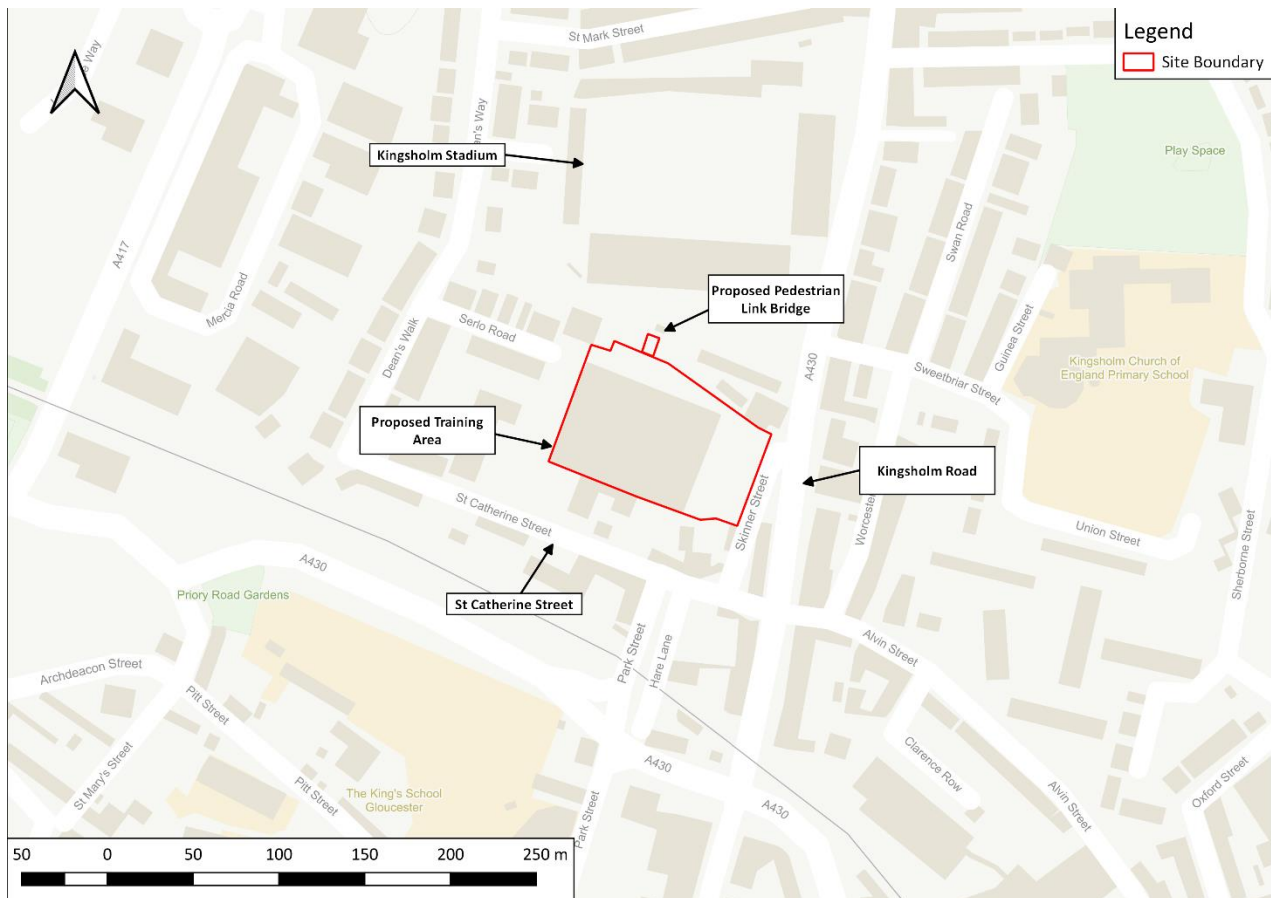 St Mark Street
Legend
Site Boundary
Way
Dean's Way
Kingsholm Stadium
Play Space
Swan Road
A417
Mercia Road
Proposed Pedestrian
Link Bridge
Serlo Road
Dean's Walk
A430
Guinea Street
Sweetbriar Street
Kingsholm Church of
England Primary School
Proposed Training
Area
Kingsholm Road
St Catherine Street
Skinner Street
Worcester
Union Street
Sherborne Street
A430
Priory Road Gardens
St Catherine Street
Park Street
Hare Lane
Alvin Street
Archdeacon Street
Pitt Street
St Mary's Street
Pitt Street
The King's School
Gloucester
A430
A430
Clarence Row
Alvin Street
Oxford Street
Park Street
50 0 50 100 150 200 250 m